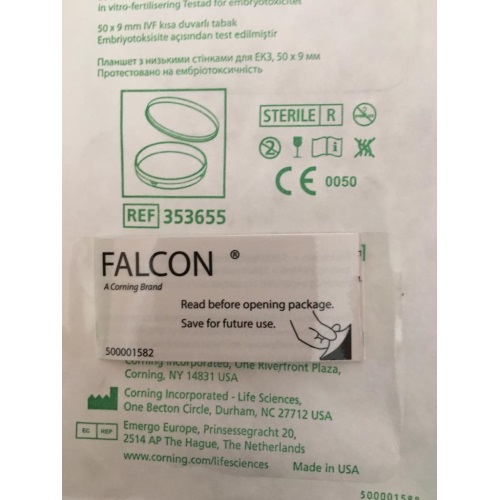 in vitro-fertilisering Testad för embryotoxicitet
50 x 9 mm IVF kısa duvarlı tabak
Embriyotoksisite açısından test edilmiştir
Планшет з низькими стінками для ЕКЗ, 50 x 9 мм
Протестовано на ембріотоксичність
STERILE R
2
2
CE 0050
REF 353655
FALCON ®
A Corning Brand
Read before opening package.
Save for future use.
500001582
Corning Incorporated, One Riverfront Plaza,
Corning, NY 14831 USA
Corning Incorporated - Life Sciences,
One Becton Circle, Durham, NC 27712 USA
EC REP
Emergo Europe, Prinsessegracht 20,
2514 AP The Hague, The Netherlands
www.corning.com/lifesciences
Made in USA
500001582